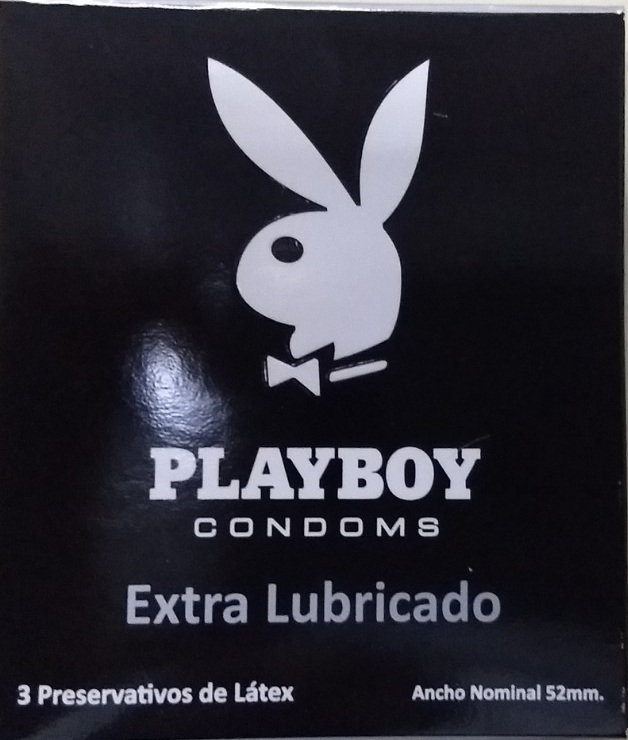 PLAYBOY
CONDOMS
Extra Lubricado
3 Preservativos de Látex
Ancho Nominal 52mm.